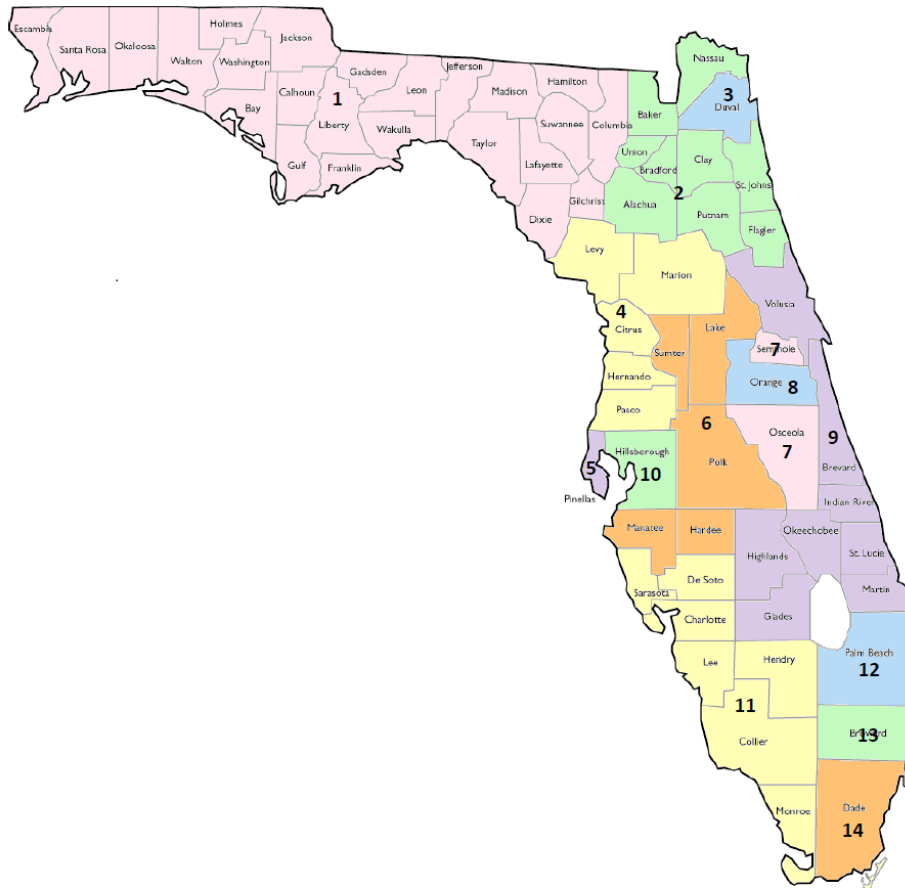 Escambia
Santa Rosa
Okaloosa
Walton
Holmes
Washington
Jackson
Bay
Calhoun
Gulf
1
Liberty
Franklin
Gadsden
Leon
Wakulla
Jefferson
Madison
Taylor
Hamilton
Suwannee
Lafayette
Columbia
Dixie
Gilchrist
Nassau
3
Duval
Baker
Union
Bradford
Clay
2
St. Johns
Alachua
Putnam
Flagler
Levy
Marion
4
Citrus
Volusia
Lake
Sumter
7
Seminole
Hernando
Orange
8
Pasco
6
Osceola
7
9
Brevard
5
Pinellas
Hillsborough
10
Polk
Indian River
Manatee
Hardee
Okeechobee
Highlands
St. Lucie
De Soto
Sarasota
Martin
Charlotte
Glades
Lee
Hendry
Palm Beach
12
11
Collier
Broward
13
Monroe
Dade
14